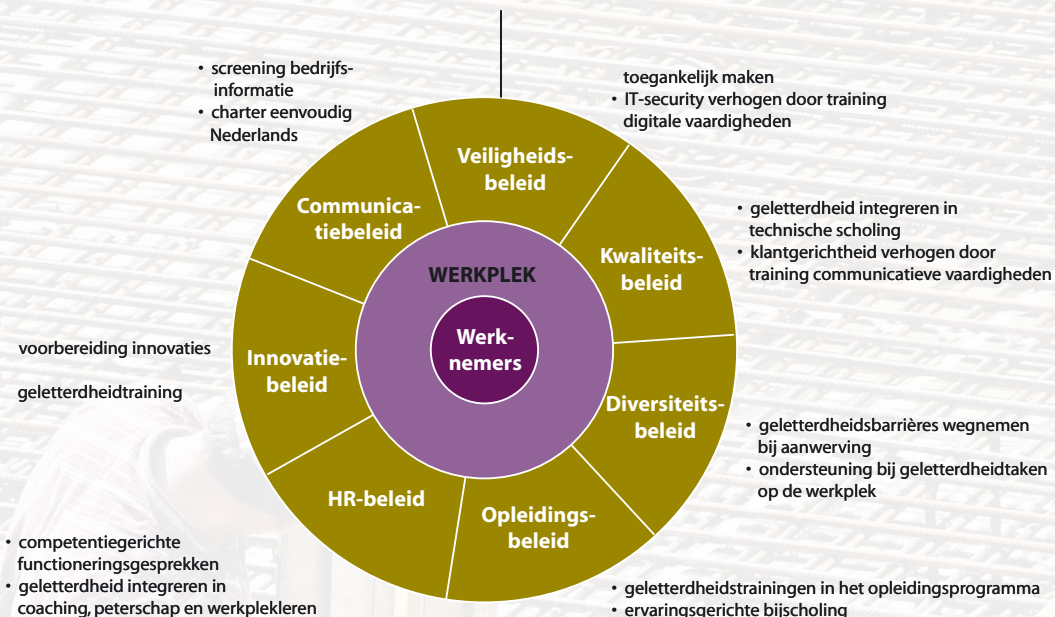 • screening bedrijfs-
informatie
• charter eenvoudig
Nederlands
toegankelijk maken
• IT-security verhogen door training
digitale vaardigheden
Veiligheids-
beleid
Communica-
tiebeleid
Kwaliteits-
beleid
• geletterdheid integreren in
technische scholing
• klantgerichtheid verhogen door
training communicatieve vaardigheden
WERKPLEK
Werk-
nemers
voorbereiding innovaties
geletterdheidtraining
Innovatie-
beleid
Diversiteits-
beleid
• geletterdheidsbarrières wegnemen
bij aanwerving
• ondersteuning bij geletterdheidtaken
op de werkplek
HR-beleid
Opleidings-
beleid
• competentiegerichte
functioneringsgesprekken
• geletterdheid integreren in
coaching, peterschap en werkplekleren
• geletterdheidstrainingen in het opleidingsprogramma
• ervaringsgerichte bijscholing